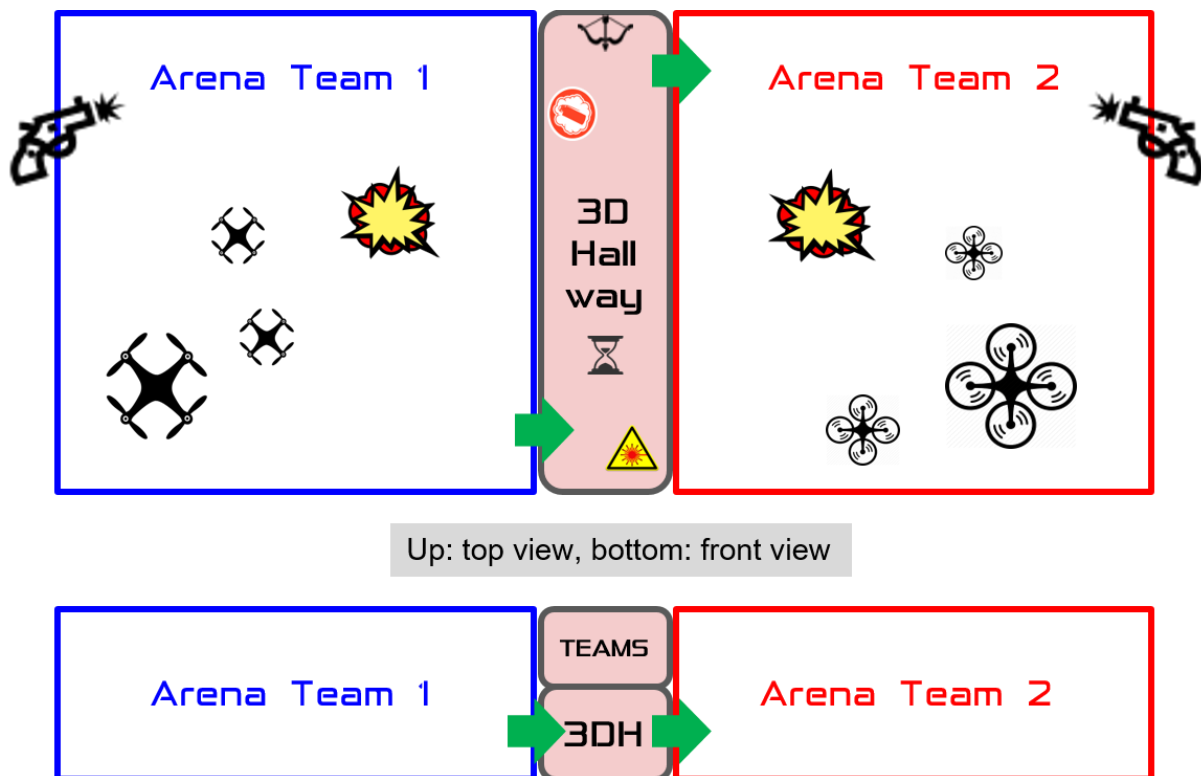 Arena Team 1
Arena Team 2
3D
Hall
way
Up: top view, bottom: front view
TEAMS
Arena Team 1
3DH
Arena Team 2